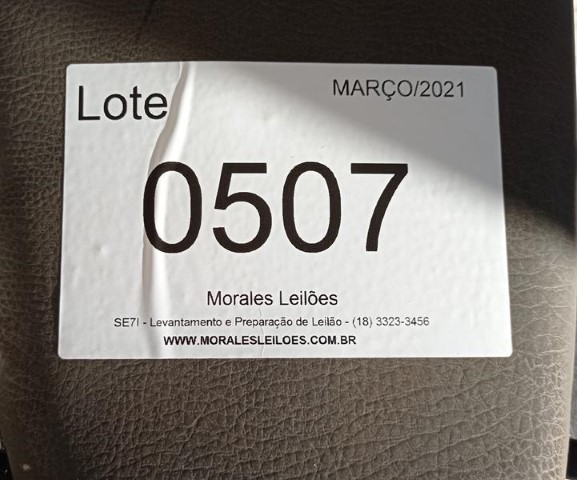 Lote
MARÇO/2021
0507
Morales Leilões
SE7I - Levantamento e Preparação de Leilão - (18) 3323-3456
WWW.MORALESLEILOES.COM.BR